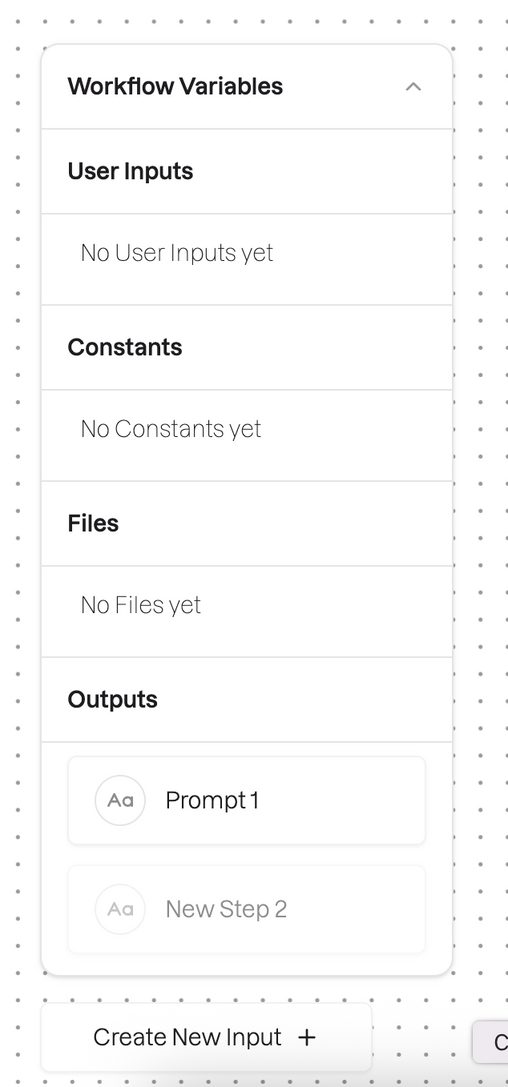 Workflow Variables
User Inputs
No User Inputs yet
Constants
No Constants yet
Files
No Files yet
Outputs
Aa Prompt 1
Aa New Step 2
Create New Input +
C